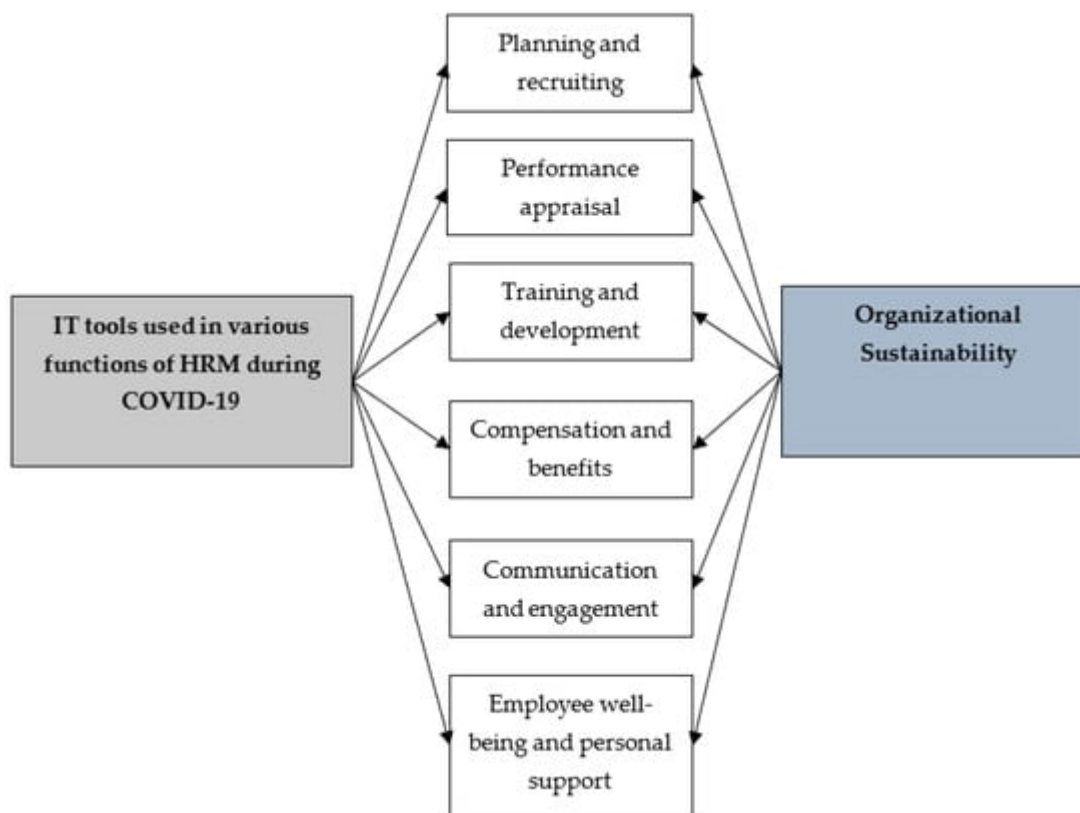 Planning and
recruiting
Performance
appraisal
Training and
development
IT tools used in various
functions of HRM during
COVID-19
Organizational
Sustainability
Compensation and
benefits
Communication
and engagement
Employee well-
being and personal
support